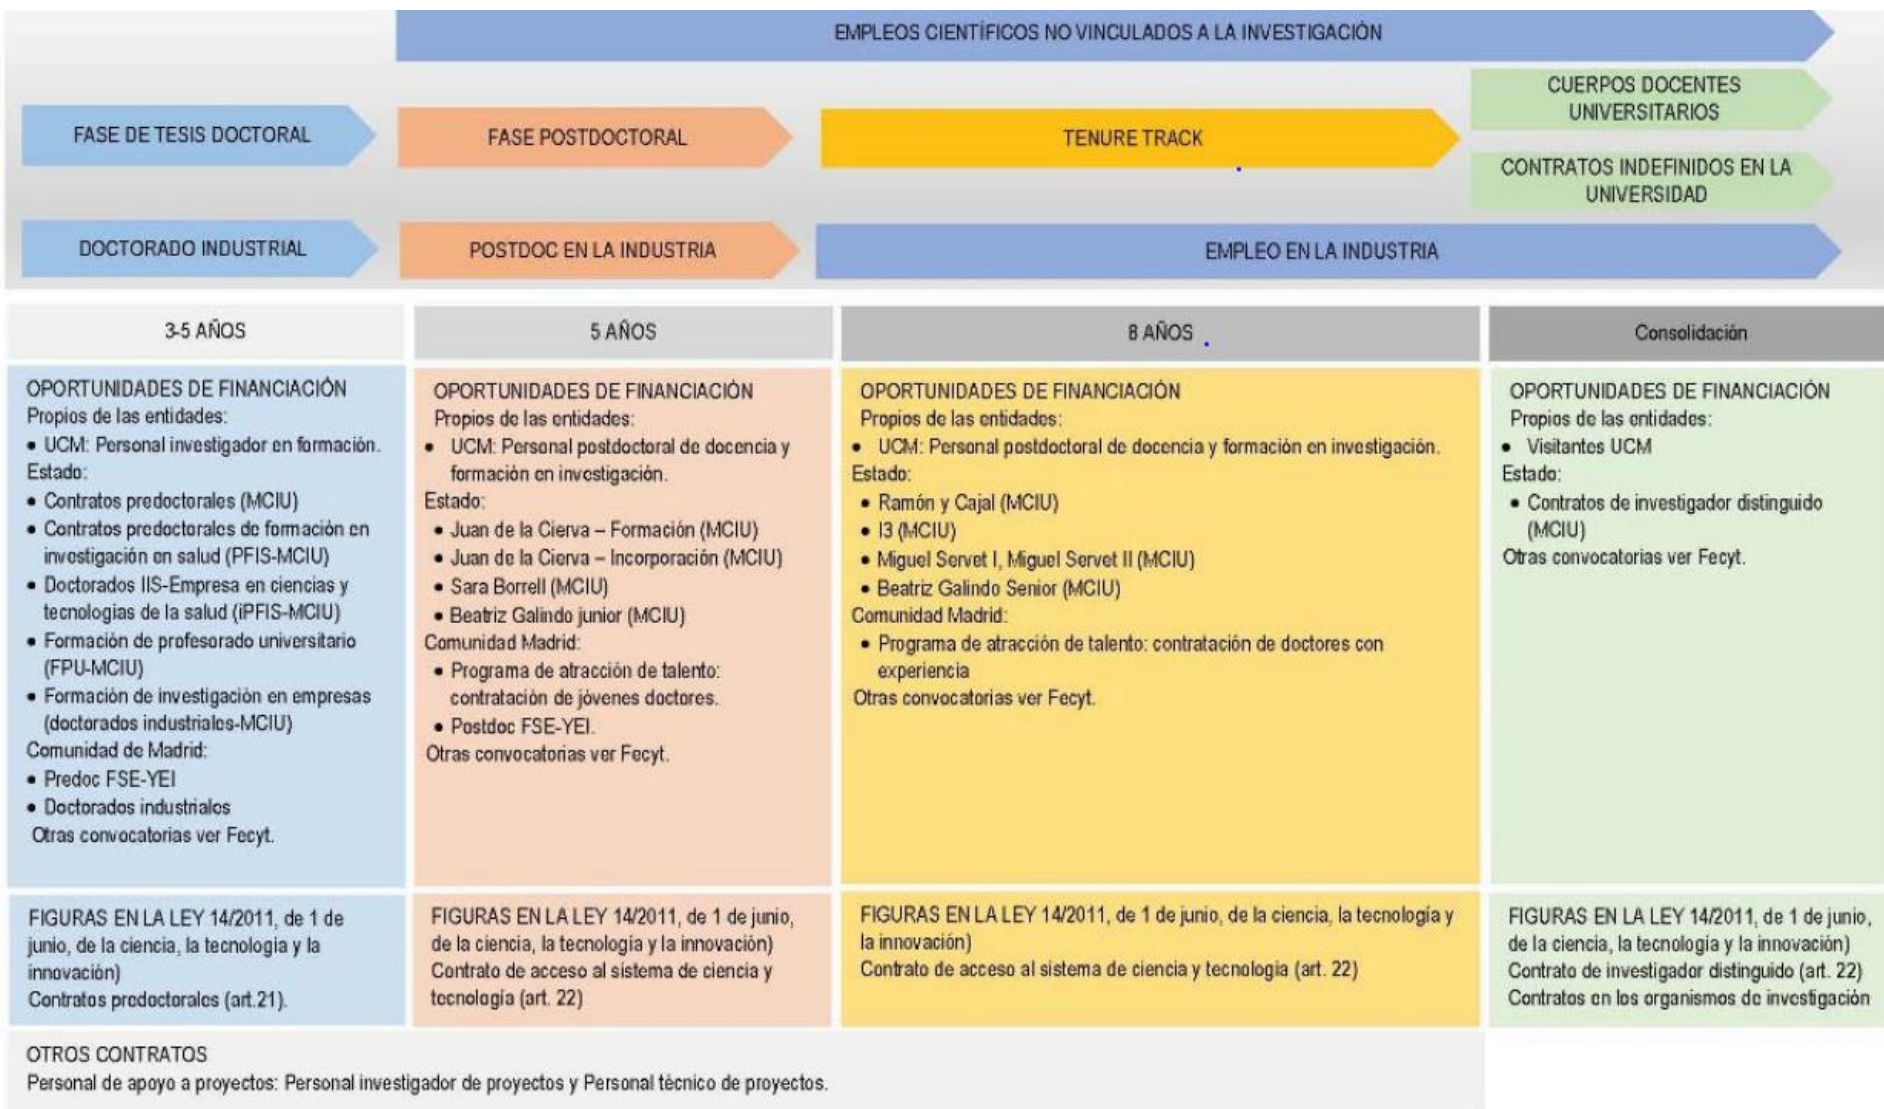 EMPLEOS CIENTÍFICOS NO VINCULADOS A LA INVESTIGACIÓN
FASE DE TESIS DOCTORAL
FASE POSTDOCTORAL
TENURE TRACK
CUERPOS DOCENTES
UNIVERSITARIOS
CONTRATOS INDEFINIDOS EN LA
UNIVERSIDAD
DOCTORADO INDUSTRIAL
POSTDOC EN LA INDUSTRIA
EMPLEO EN LA INDUSTRIA
3-5 AÑOS
5 AÑOS
8 AÑOS
Consolidación
OPORTUNIDADES DE FINANCIACIÓN
Propios de las entidades:
• UCM: Personal investigador en formación.
Estado:
• Contratos predoctorales (MCIU)
• Contratos predoctorales de formación en
investigación en salud (PFIS-MCIU)
• Doctorados IIS-Empresa en ciencias y
tecnologías de la salud (iPFIS-MCIU)
• Formación de profesorado universitario
(FPU-MCIU)
• Formación de investigación en empresas
(doctorados industriales-MCIU)
Comunidad de Madrid:
• Predoc FSE-YEI
• Doctorados industriales
Otras convocatorias ver Fecyt.
OPORTUNIDADES DE FINANCIACIÓN
Propios de las entidades:
• UCM: Personal postdoctoral de docencia y
formación en investigación.
Estado:
• Juan de la Cierva – Formación (MCIU)
• Juan de la Cierva – Incorporación (MCIU)
• Sara Borrell (MCIU)
• Beatriz Galindo junior (MCIU)
Comunidad Madrid:
• Programa de atracción de talento:
contratación de jóvenes doctores.
• Postdoc FSE-YEI.
Otras convocatorias ver Fecyt.
OPORTUNIDADES DE FINANCIACIÓN
Propios de las entidades:
• UCM: Personal postdoctoral de docencia y formación en investigación.
Estado:
• Ramón y Cajal (MCIU)
• I3 (MCIU)
• Miguel Servet I, Miguel Servet II (MCIU)
• Beatriz Galindo Senior (MCIU)
Comunidad Madrid:
• Programa de atracción de talento: contratación de doctores con
experiencia
Otras convocatorias ver Fecyt.
OPORTUNIDADES DE FINANCIACIÓN
Propios de las entidades:
• Visitantes UCM
Estado:
• Contratos de investigador distinguido
(MCIU)
Otras convocatorias ver Fecyt.
FIGURAS EN LA LEY 14/2011, de 1 de
junio, de la ciencia, la tecnología y la
innovación)
Contratos predoctorales (art.21).
FIGURAS EN LA LEY 14/2011, de 1 de junio,
de la ciencia, la tecnología y la innovación)
Contrato de acceso al sistema de ciencia y
tecnología (art. 22)
FIGURAS EN LA LEY 14/2011, de 1 de junio, de la ciencia, la tecnología y
la innovación)
Contrato de acceso al sistema de ciencia y tecnología (art. 22)
FIGURAS EN LA LEY 14/2011, de 1 de junio,
de la ciencia, la tecnología y la innovación)
Contrato de investigador distinguido (art. 22)
Contratos en los organismos de investigación
OTROS CONTRATOS
Personal de apoyo a proyectos: Personal investigador de proyectos y Personal técnico de proyectos.